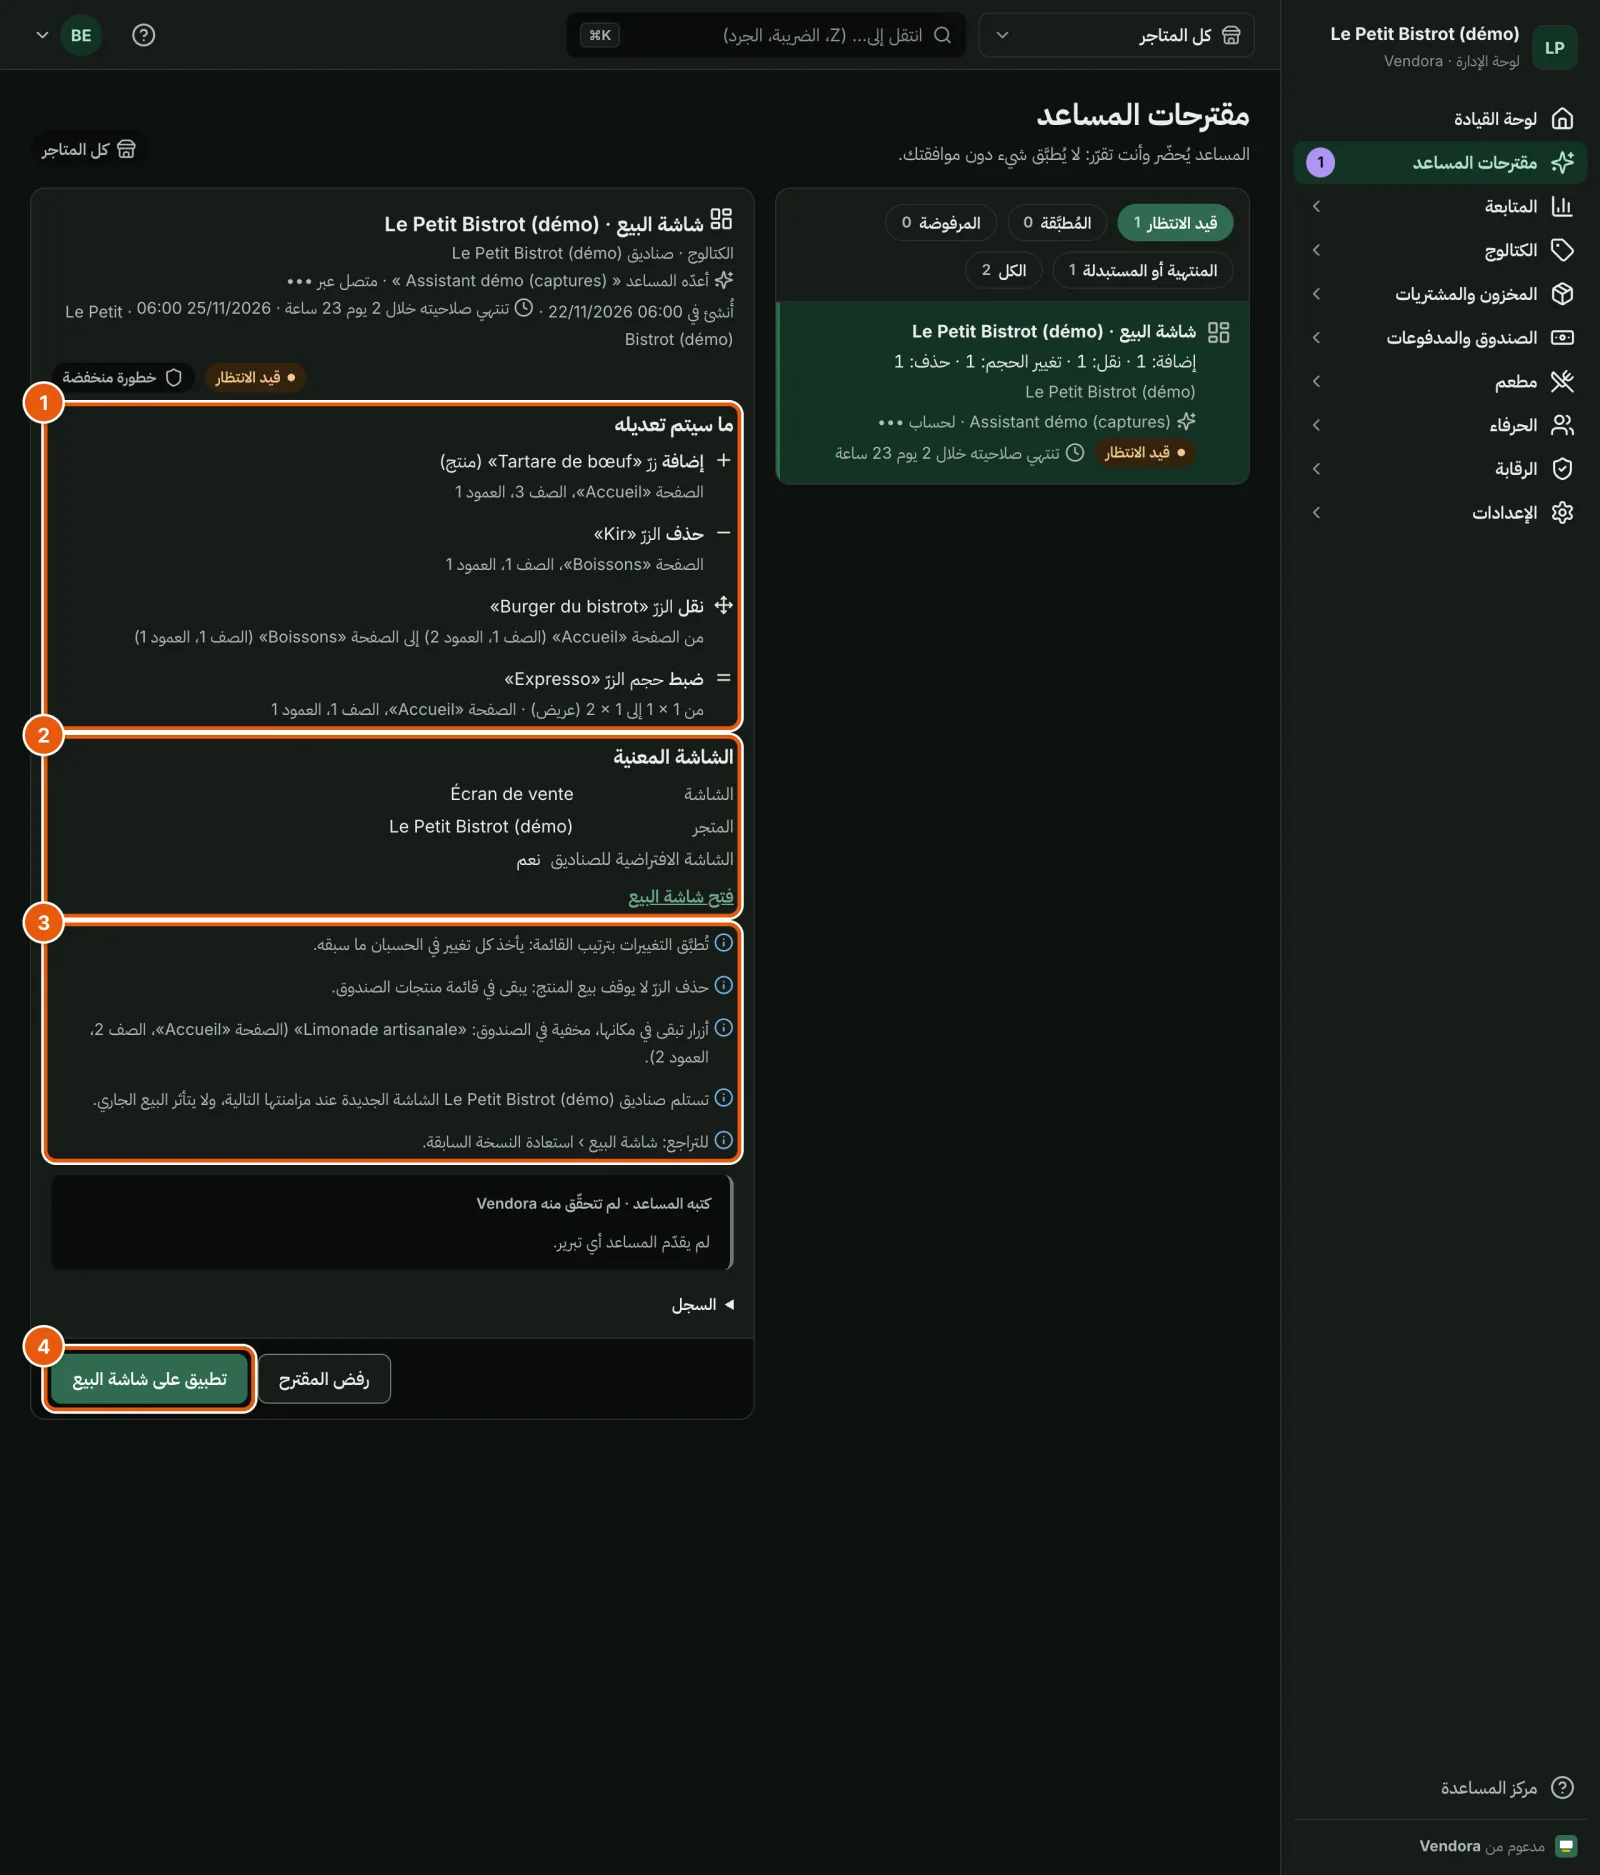 Le Petit Bistrot (démo)
LP
لوحة الإدارة · Vendora
لوحة القيادة
مقترحات المساعد
1
المتابعة
الكتالوج
المخزون والمشتريات
الصندوق والمدفوعات
مطعم
الحرفاء
الرقابة
الإعدادات
مركز المساعدة
مدعوم من Vendora
كل المتاجر
انتقل إلى... (Z، الضريبة، الجرد)
⌘K
BE
مقترحات المساعد
المساعد يُحضّر وأنت تقرّر: لا يُطبَّق شيء دون موافقتك.
كل المتاجر
قيد الانتظار 1
المُطبَّقة 0
المرفوضة 0
المنتهية أو المستبدلة 1
الكل 2
شاشة البيع · Le Petit Bistrot (démo)
إضافة: 1 · نقل: 1 · تغيير الحجم: 1 · حذف: 1
Le Petit Bistrot (démo)
Assistant démo (captures) · لحساب •••
قيد الانتظار
تنتهي صلاحيته خلال 2 يوم 23 ساعة
شاشة البيع · Le Petit Bistrot (démo)
الكتالوج · صناديق Le Petit Bistrot (démo)
أعدّه المساعد « Assistant démo (captures) » · متصل عبر •••
أُنشئ في 22/11/2026 06:00 · تنتهي صلاحيته خلال 2 يوم 23 ساعة · 25/11/2026 06:00 · Le Petit
Bistrot (démo)
قيد الانتظار
خطورة منخفضة
1
ما سيتم تعديله
إضافة زرّ «Tartare de bœuf» (منتج)
الصفحة «Accueil»، الصف 3، العمود 1
حذف الزرّ «Kir»
الصفحة «Boissons»، الصف 1، العمود 1
نقل الزرّ «Burger du bistrot»
من الصفحة «Accueil» (الصف 1، العمود 2) إلى الصفحة «Boissons» (الصف 1، العمود 1)
ضبط حجم الزرّ «Expresso»
من 1 × 1 إلى 1 × 2 (عريض) · الصفحة «Accueil»، الصف 1، العمود 1
2
الشاشة المعنية
الشاشة Écran de vente
المتجر Le Petit Bistrot (démo)
الشاشة الافتراضية للصناديق نعم
فتح شاشة البيع
3
تُطبَّق التغييرات بترتيب القائمة: يأخذ كل تغيير في الحسبان ما سبقه.
حذف الزرّ لا يوقف بيع المنتج: يبقى في قائمة منتجات الصندوق.
أزرار تبقى في مكانها، مخفية في الصندوق: «Limonade artisanale» (الصفحة «Accueil»، الصف 2،
العمود 2).
تستلم صناديق Le Petit Bistrot (démo) الشاشة الجديدة عند مزامنتها التالية، ولا يتأثر البيع الجاري.
للتراجع: شاشة البيع › استعادة النسخة السابقة.
كتبه المساعد · لم تتحقّق منه Vendora
لم يقدّم المساعد أي تبرير.
السجل
4
رفض المقترح
تطبيق على شاشة البيع